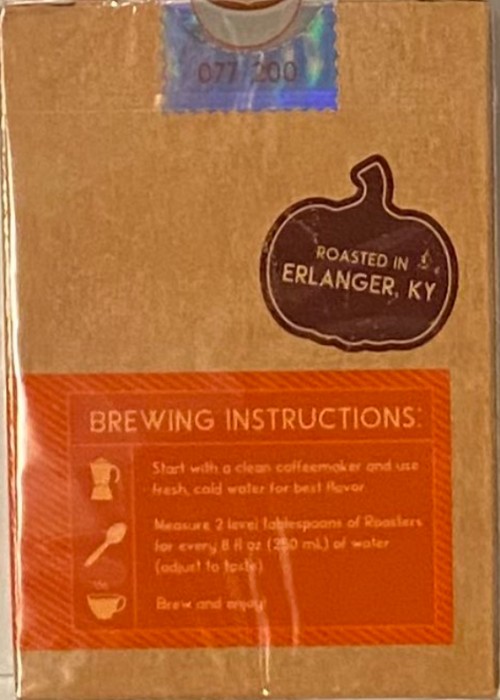 077 200
ROASTED IN
ERLANGER, KY
BREWING INSTRUCTIONS:
Start with a clean coffeemaker and use
fresh, cold water for best flavor
Measure 2 level tablespoons of Roasters
for every 8 fl oz (250 mL) of water
(adjust to taste)
Brew and enjoy!